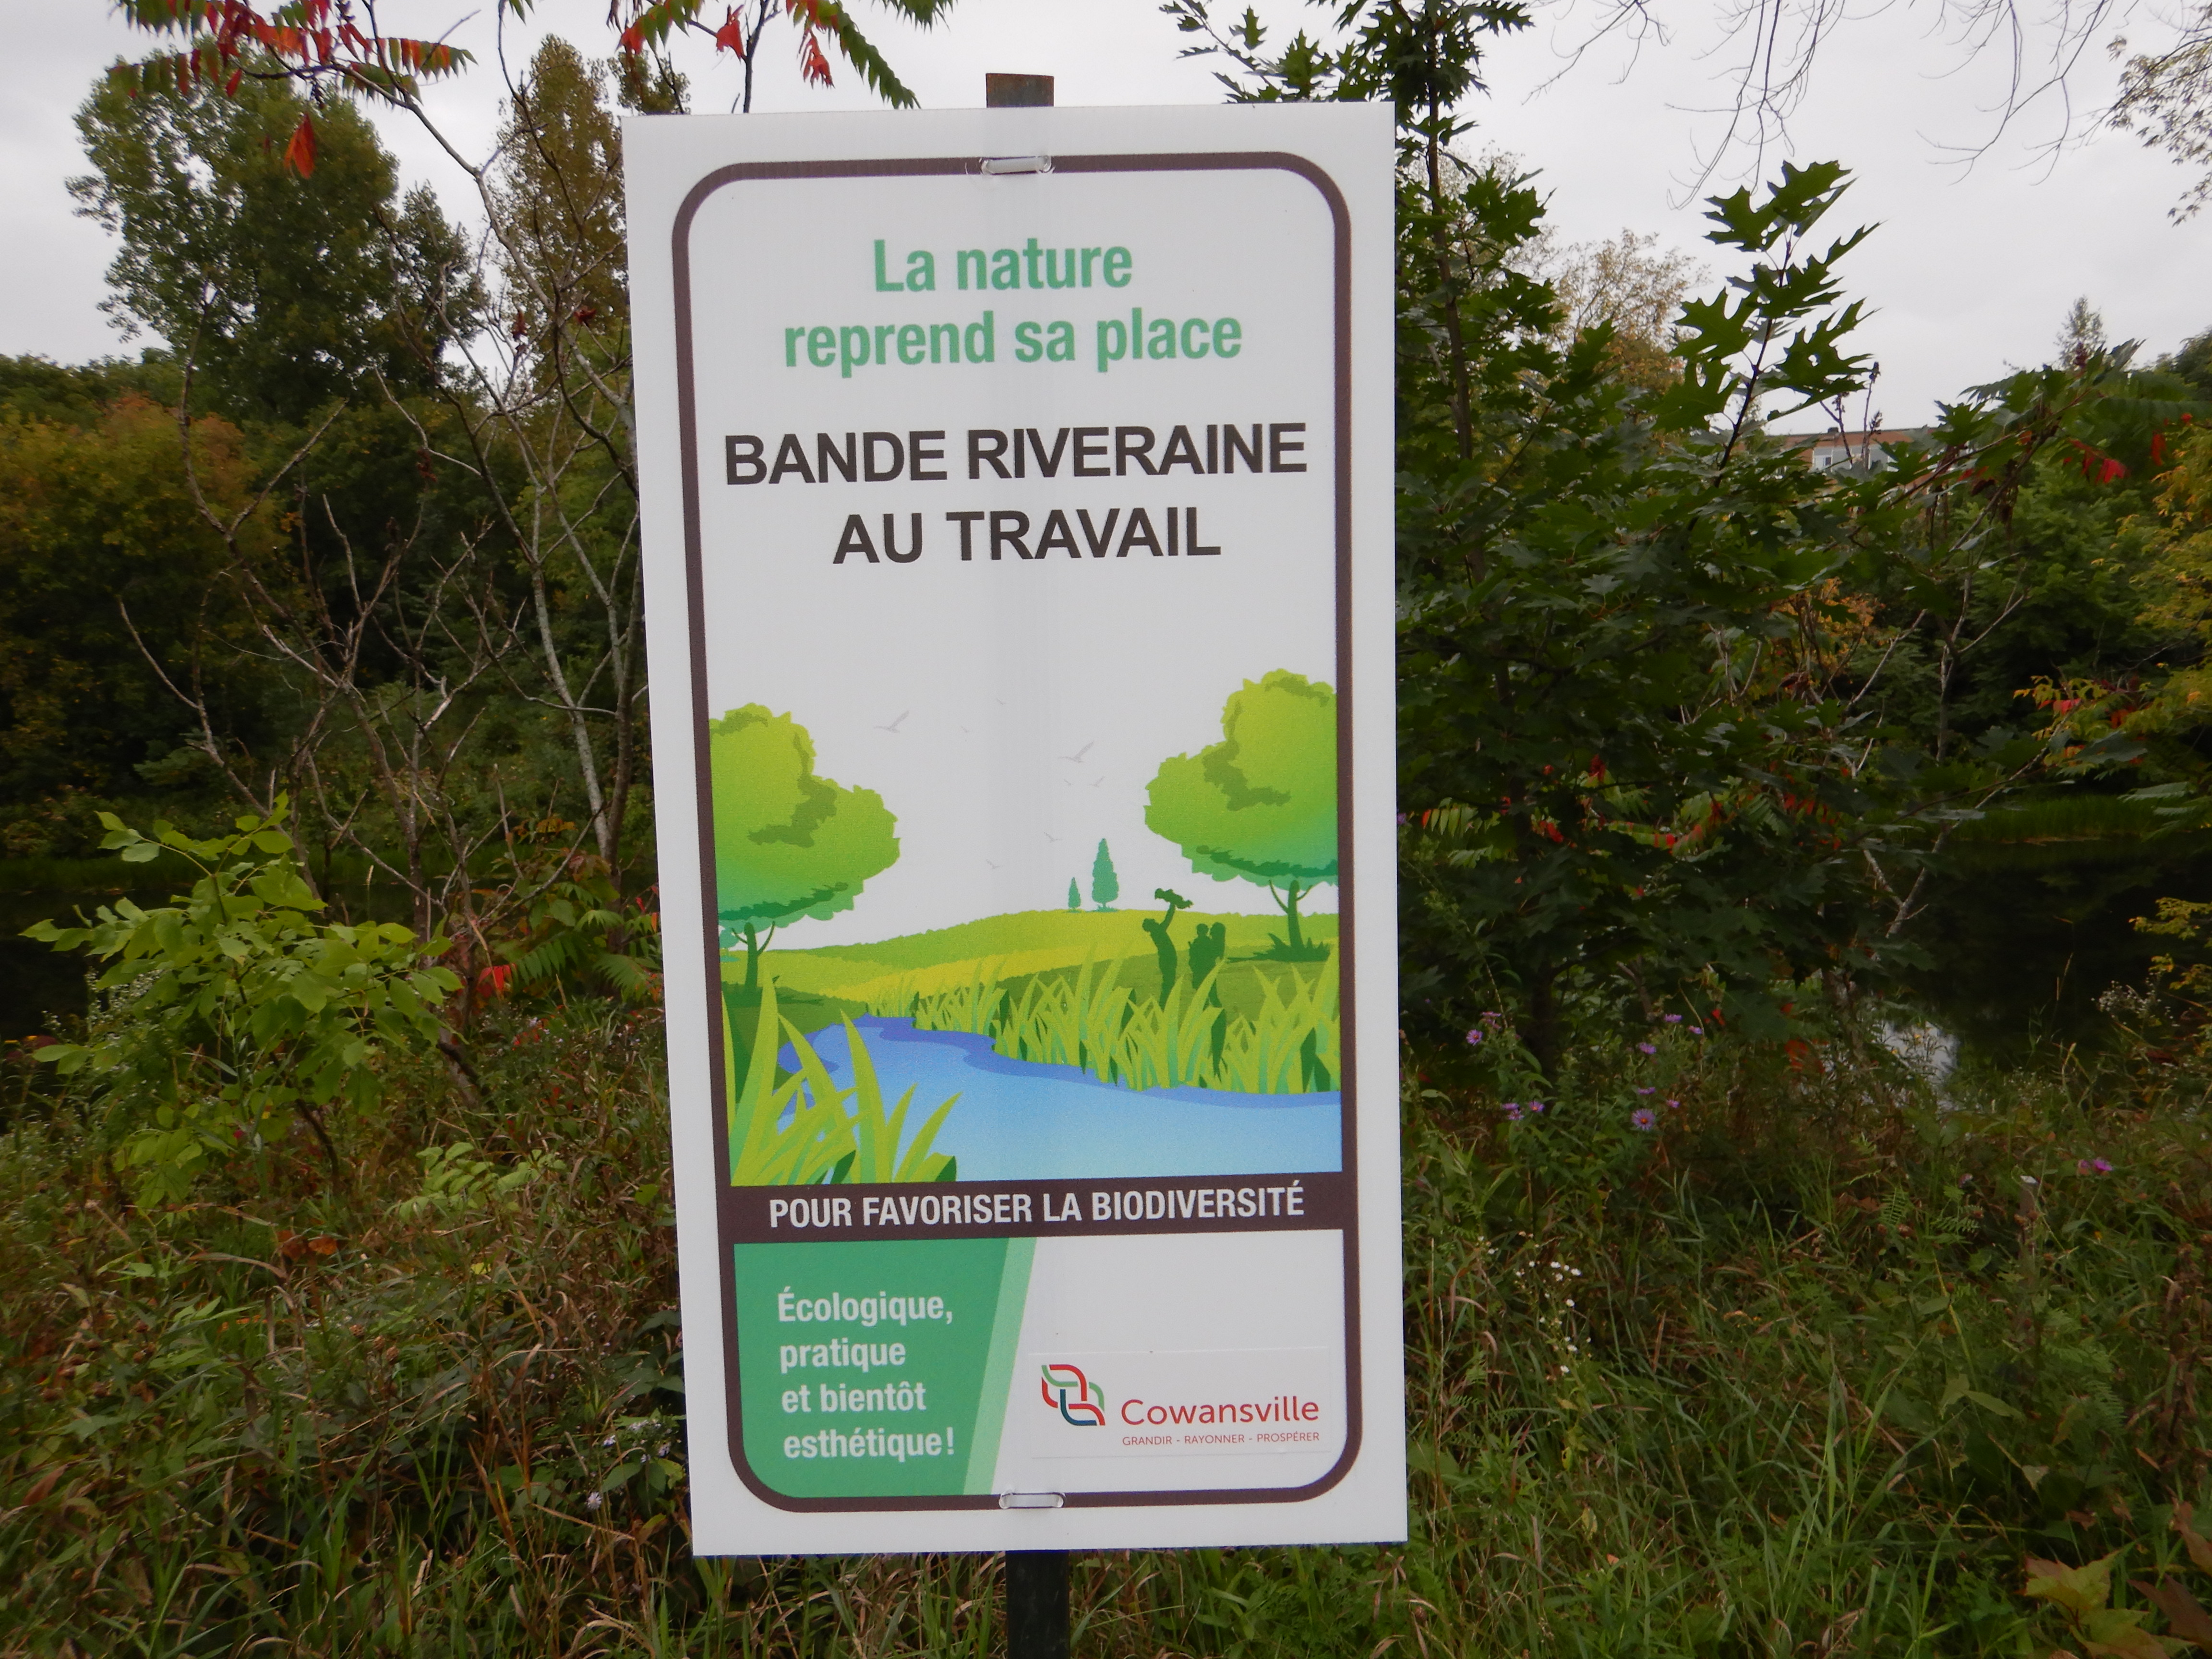 La nature
reprend sa place
BANDE RIVERAINE
AU TRAVAIL
POUR FAVORISER LA BIODIVERSITÉ
Écologique,
pratique
et bientôt
esthétique!
Cowansville
GRANDIR - RAYONNER - PROSPÉRER